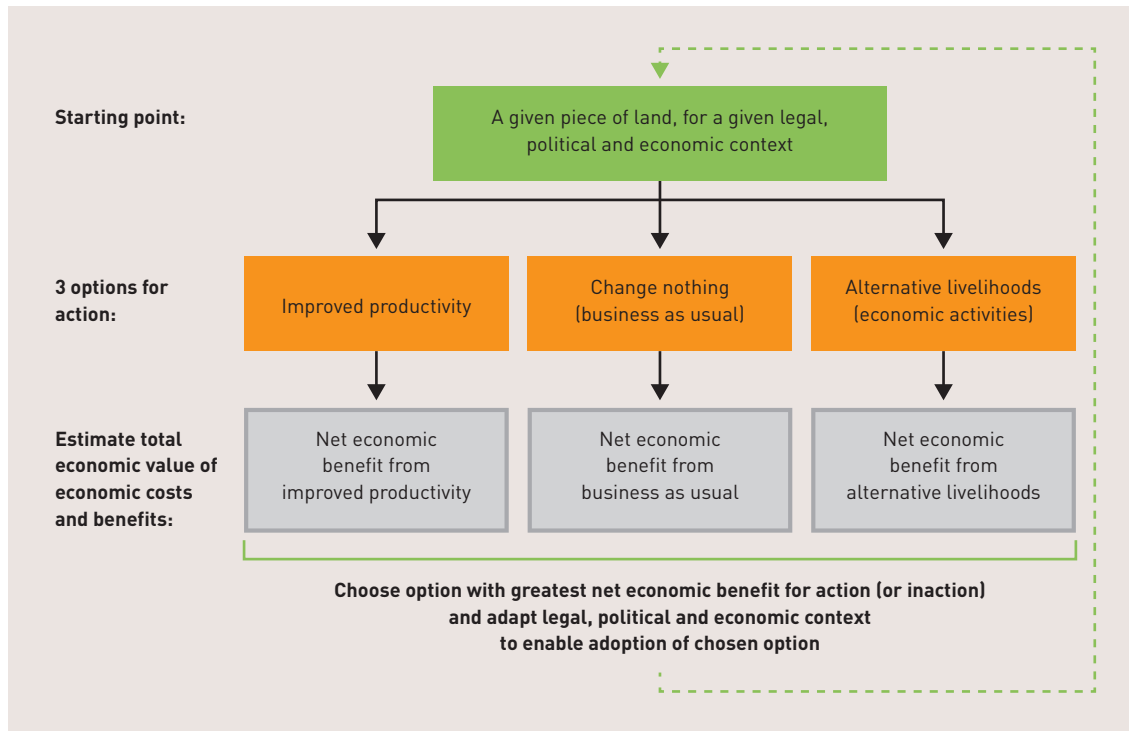 Starting point:
A given piece of land, for a given legal,
political and economic context
3 options for
action:
Improved productivity
Change nothing
(business as usual)
Alternative livelihoods
(economic activities)
Estimate total
economic value of
economic costs
and benefits:
Net economic
benefit from
improved productivity
Net economic
benefit from
business as usual
Net economic
benefit from
alternative livelihoods
Choose option with greatest net economic benefit for action (or inaction)
and adapt legal, political and economic context
to enable adoption of chosen option